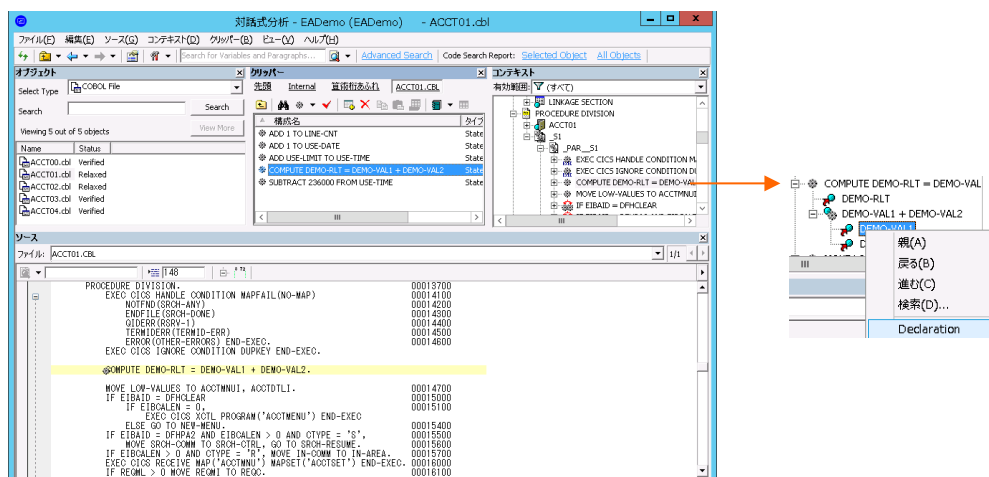 対話式分析 - EADemo (EADemo) - ACCT01.cbl
ファイル(F) 編集(E) ソース(G) コンテキスト(D) クリッパー(B) ビュー(V) ヘルプ(H)
Search for Variables and Paragraphs... Advanced Search Code Search Report: Selected Object All Objects
オブジェクト
Select Type COBOL File
Search Search
Viewing 5 out of 5 objects View More
Name Status
ACCT00.cbl Verified
ACCT01.cbl Relaxed
ACCT02.cbl Relaxed
ACCT03.cbl Verified
ACCT04.cbl Verified
クリッパー
先頭 Internal 算術桁あふれ ACCT01.CBL
構成名 タイプ
ADD 1 TO LINE-CNT State
ADD 1 TO USE-DATE State
ADD USE-LIMIT TO USE-TIME State
COMPUTE DEMO-RLT = DEMO-VAL1 + DEMO-VAL2 State
SUBTRACT 236000 FROM USE-TIME State
コンテキスト
有効範囲: (すべて)
LINKAGE SECTION
PROCEDURE DIVISION
ACCT01
_S1
_PAR__S1
EXEC CICS HANDLE CONDITION M
EXEC CICS IGNORE CONDITION D
COMPUTE DEMO-RLT = DEMO-VAL
MOVE LOW-VALUES TO ACCTMNUI
IF EIBAID = DFHCLEAR
ソース
ファイル: ACCT01.CBL 1/1
148
PROCEDURE DIVISION. 00013700
EXEC CICS HANDLE CONDITION MAPFAIL(NO-MAP) 00014100
NOTFND(SRCH-ANY) 00014200
ENDFILE(SRCH-DONE) 00014300
QIDERR(RSRV-1) 00014400
TERMIDERR(TERMID-ERR) 00014500
ERROR(OTHER-ERRORS) END-EXEC. 00014600
EXEC CICS IGNORE CONDITION DUPKEY END-EXEC.
COMPUTE DEMO-RLT = DEMO-VAL1 + DEMO-VAL2.
MOVE LOW-VALUES TO ACCTMNUI, ACCTDTLI. 00014700
IF EIBAID = DFHCLEAR 00015000
IF EIBCALEN = 0, 00015100
EXEC CICS XCTL PROGRAM('ACCTMENU') END-EXEC
ELSE GO TO NEW-MENU. 00015400
IF EIBAID = DFHPA2 AND EIBCALEN > 0 AND CTYPE = 'S', 00015500
MOVE SRCH-COMM TO SRCH-CTRL, GO TO SRCH-RESUME. 00015600
IF EIBCALEN > 0 AND CTYPE = 'R', MOVE IN-COMM TO IN-AREA. 00015700
EXEC CICS RECEIVE MAP('ACCTMNU') MAPSET('ACCTSET') END-EXEC. 00016000
IF REQML > 0 MOVE REQMI TO REQC. 00016100
COMPUTE DEMO-RLT = DEMO-VAL
DEMO-RLT
DEMO-VAL1 + DEMO-VAL2
DEMO-VAL1
親(A)
戻る(B)
進む(C)
検索(D)...
Declaration